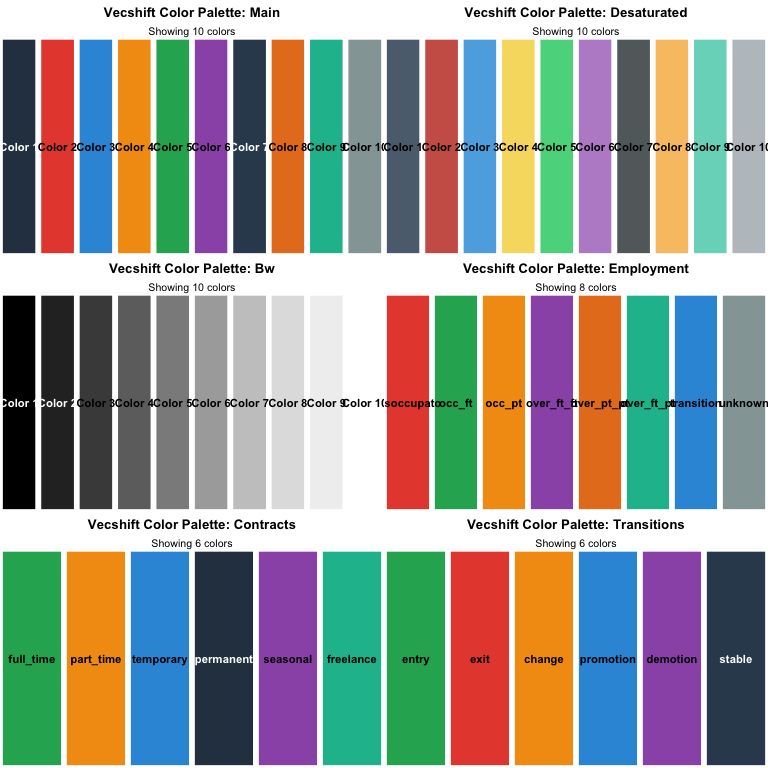 Vecshift Color Palette: Main
Showing 10 colors
Color 1 Color 2 Color 3 Color 4 Color 5 Color 6 Color 7 Color 8 Color 9 Color 10
Vecshift Color Palette: Desaturated
Showing 10 colors
Color 1 Color 2 Color 3 Color 4 Color 5 Color 6 Color 7 Color 8 Color 9 Color 10
Vecshift Color Palette: Bw
Showing 10 colors
Color 1 Color 2 Color 3 Color 4 Color 5 Color 6 Color 7 Color 8 Color 9 Color 10
Vecshift Color Palette: Employment
Showing 8 colors
soccupato occ_ft occ_pt over_ft_ft over_pt_pt over_ft_pt transition unknown
Vecshift Color Palette: Contracts
Showing 6 colors
full_time part_time temporary permanent seasonal freelance
Vecshift Color Palette: Transitions
Showing 6 colors
entry exit change promotion demotion stable